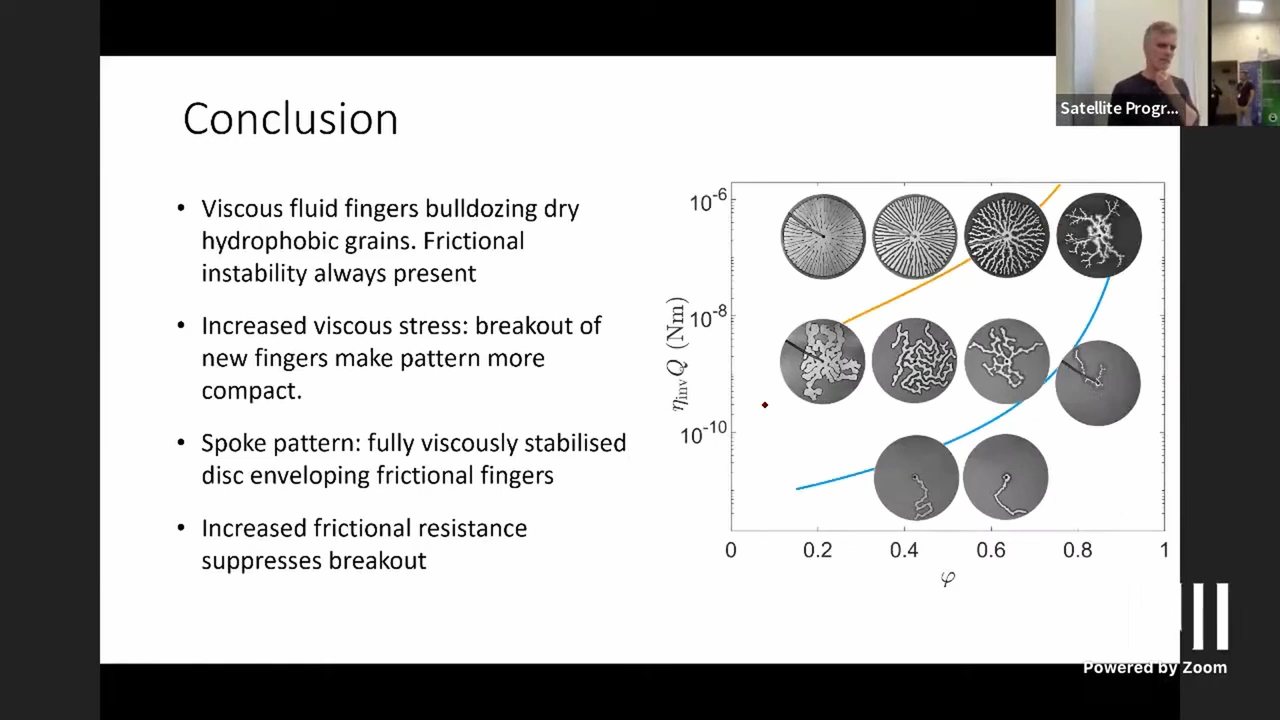 Satellite Progr...
Conclusion
• Viscous fluid fingers bulldozing dry
hydrophobic grains. Frictional
instability always present
• Increased viscous stress: breakout of
new fingers make pattern more
compact.
• Spoke pattern: fully viscously stabilised
disc enveloping frictional fingers
• Increased frictional resistance
suppresses breakout
10⁻⁶
10⁻⁸
10⁻¹⁰
η_inv Q (Nm)
0 0.2 0.4 0.6 0.8 1
φ
Powered by Zoom